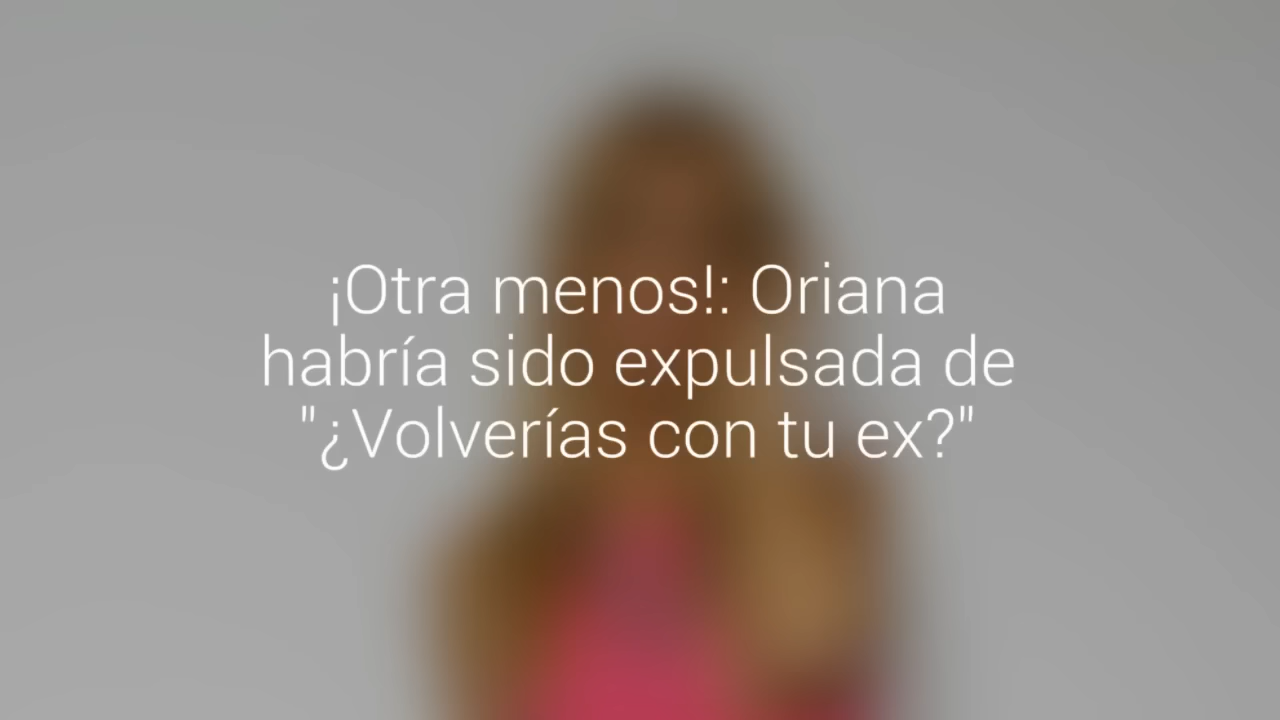 ¡Otra menos!: Oriana
habría sido expulsada de
"¿Volverías con tu ex?"